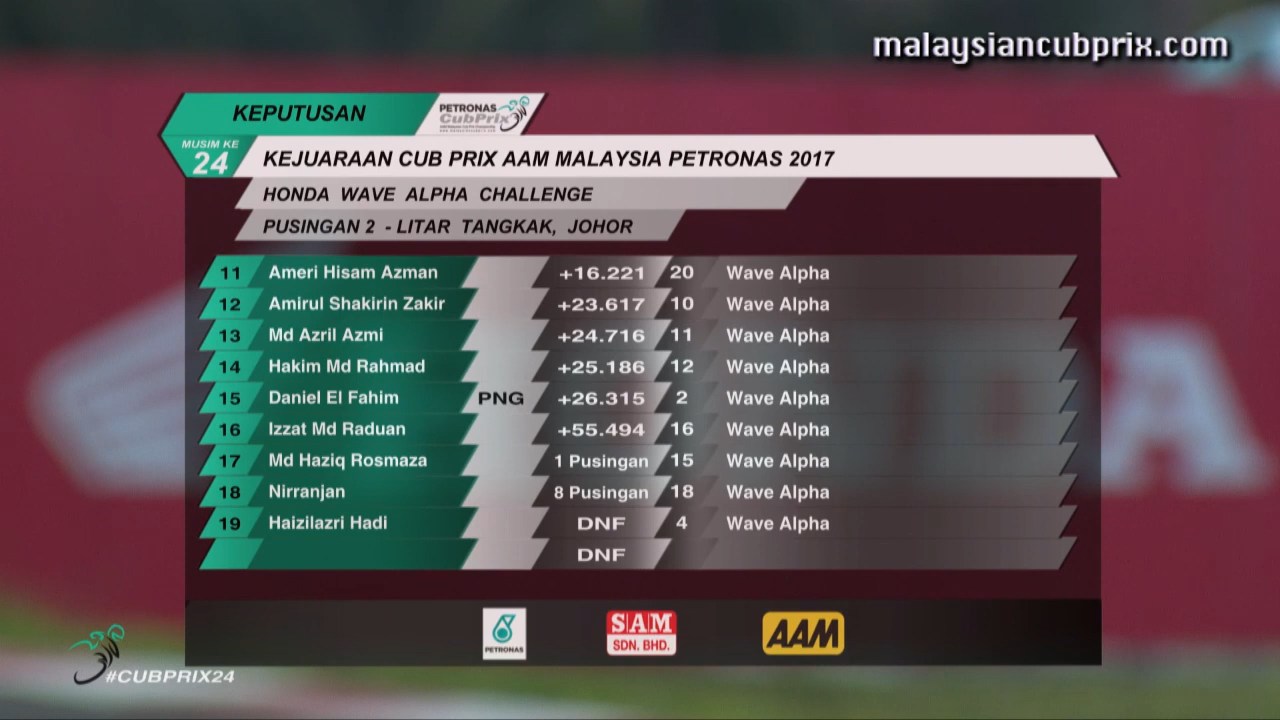 malaysiancubprix.com
KEPUTUSAN
PETRONAS
CubPrix
MUSIM KE
24
KEJUARAAN CUB PRIX AAM MALAYSIA PETRONAS 2017
HONDA WAVE ALPHA CHALLENGE
PUSINGAN 2 - LITAR TANGKAK, JOHOR
11 Ameri Hisam Azman +16.221 20 Wave Alpha
12 Amirul Shakirin Zakir +23.617 10 Wave Alpha
13 Md Azril Azmi +24.716 11 Wave Alpha
14 Hakim Md Rahmad +25.186 12 Wave Alpha
15 Daniel El Fahim PNG +26.315 2 Wave Alpha
16 Izzat Md Raduan +55.494 16 Wave Alpha
17 Md Haziq Rosmaza 1 Pusingan 15 Wave Alpha
18 Nirranjan 8 Pusingan 18 Wave Alpha
19 Haizilazri Hadi DNF 4 Wave Alpha
DNF
PETRONAS
SAM
SDN. BHD.
AAM
#CUBPRIX24